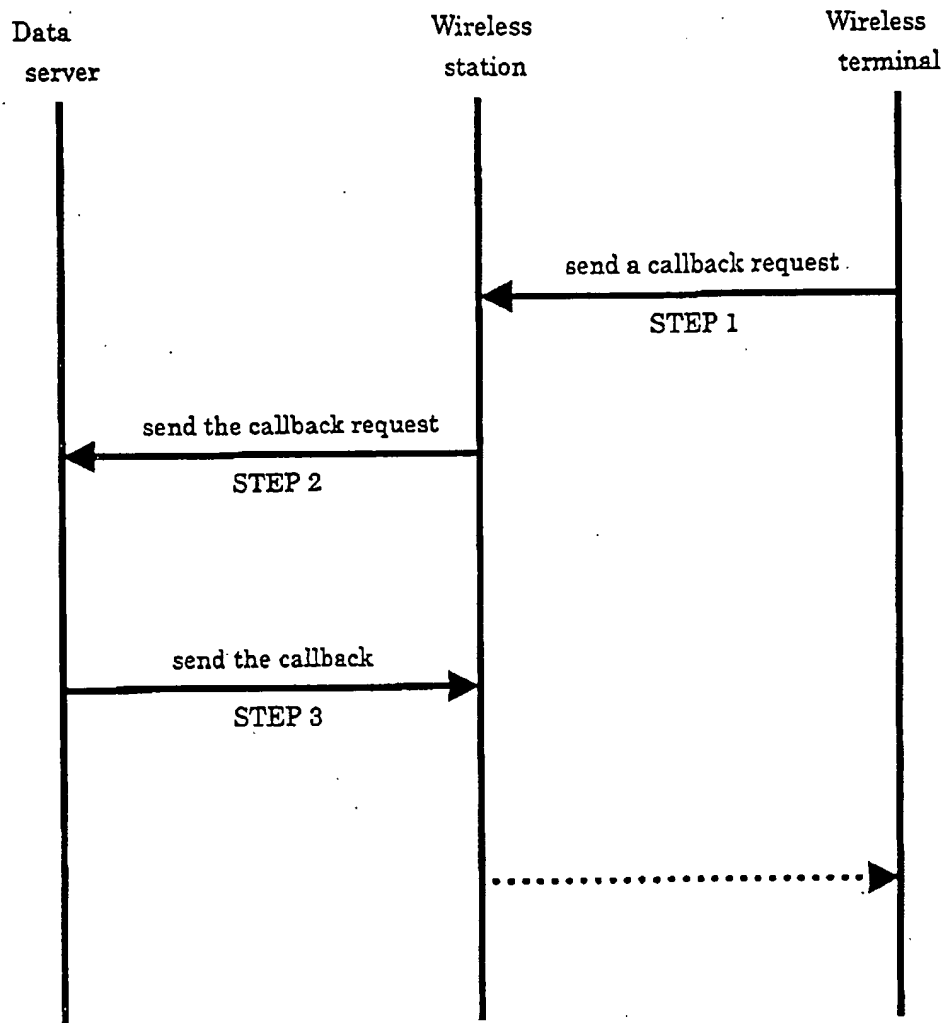 Data
server
Wireless
station
Wireless
terminal
send a callback request
STEP 1
send the callback request
STEP 2
send the callback
STEP 3